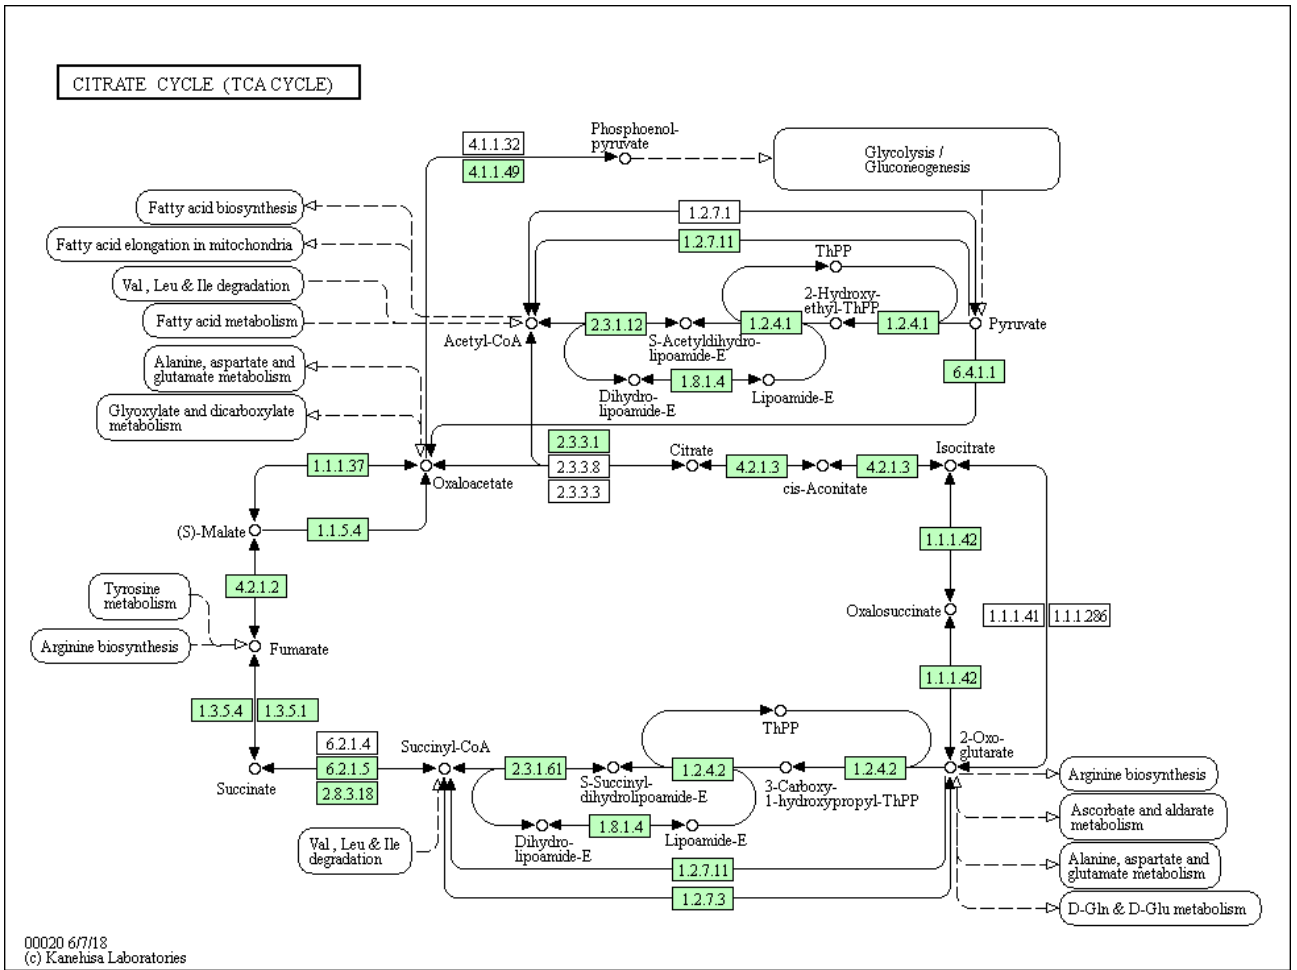 CITRATE CYCLE (TCA CYCLE)
Phosphoenol-
pyruvate
4.1.1.32
4.1.1.49
Glycolysis /
Gluconeogenesis
Fatty acid biosynthesis
Fatty acid elongation in mitochondria
Val , Leu & Ile degradation
Fatty acid metabolism
Alanine, aspartate and
glutamate metabolism
Glyoxylate and dicarboxylate
metabolism
1.2.7.1
1.2.7.11
ThPP
2-Hydroxy-
ethyl-ThPP
Acetyl-CoA
2.3.1.12
S-Acetyldihydro-
lipoamide-E
1.2.4.1
1.2.4.1
Pyruvate
Dihydro-
lipoamide-E
1.8.1.4
Lipoamide-E
6.4.1.1
1.1.1.37
Oxaloacetate
2.3.3.1
2.3.3.8
2.3.3.3
Citrate
4.2.1.3
cis-Aconitate
4.2.1.3
Isocitrate
(S)-Malate
1.1.5.4
1.1.1.42
4.2.1.2
Tyrosine
metabolism
Arginine biosynthesis
Fumarate
Oxalosuccinate
1.1.1.41
1.1.1.286
1.1.1.42
1.3.5.4
1.3.5.1
ThPP
6.2.1.4
6.2.1.5
2.8.3.18
Succinate
Succinyl-CoA
2.3.1.61
S-Succinyl-
dihydrolipoamide-E
1.2.4.2
3-Carboxy-
1-hydroxypropyl-ThPP
1.2.4.2
2-Oxo-
glutarate
Dihydro-
lipoamide-E
1.8.1.4
Lipoamide-E
Val , Leu & Ile
degradation
1.2.7.11
1.2.7.3
Arginine biosynthesis
Ascorbate and aldarate
metabolism
Alanine, aspartate and
glutamate metabolism
D-Gln & D-Glu metabolism
00020 6/7/18
(c) Kanehisa Laboratories